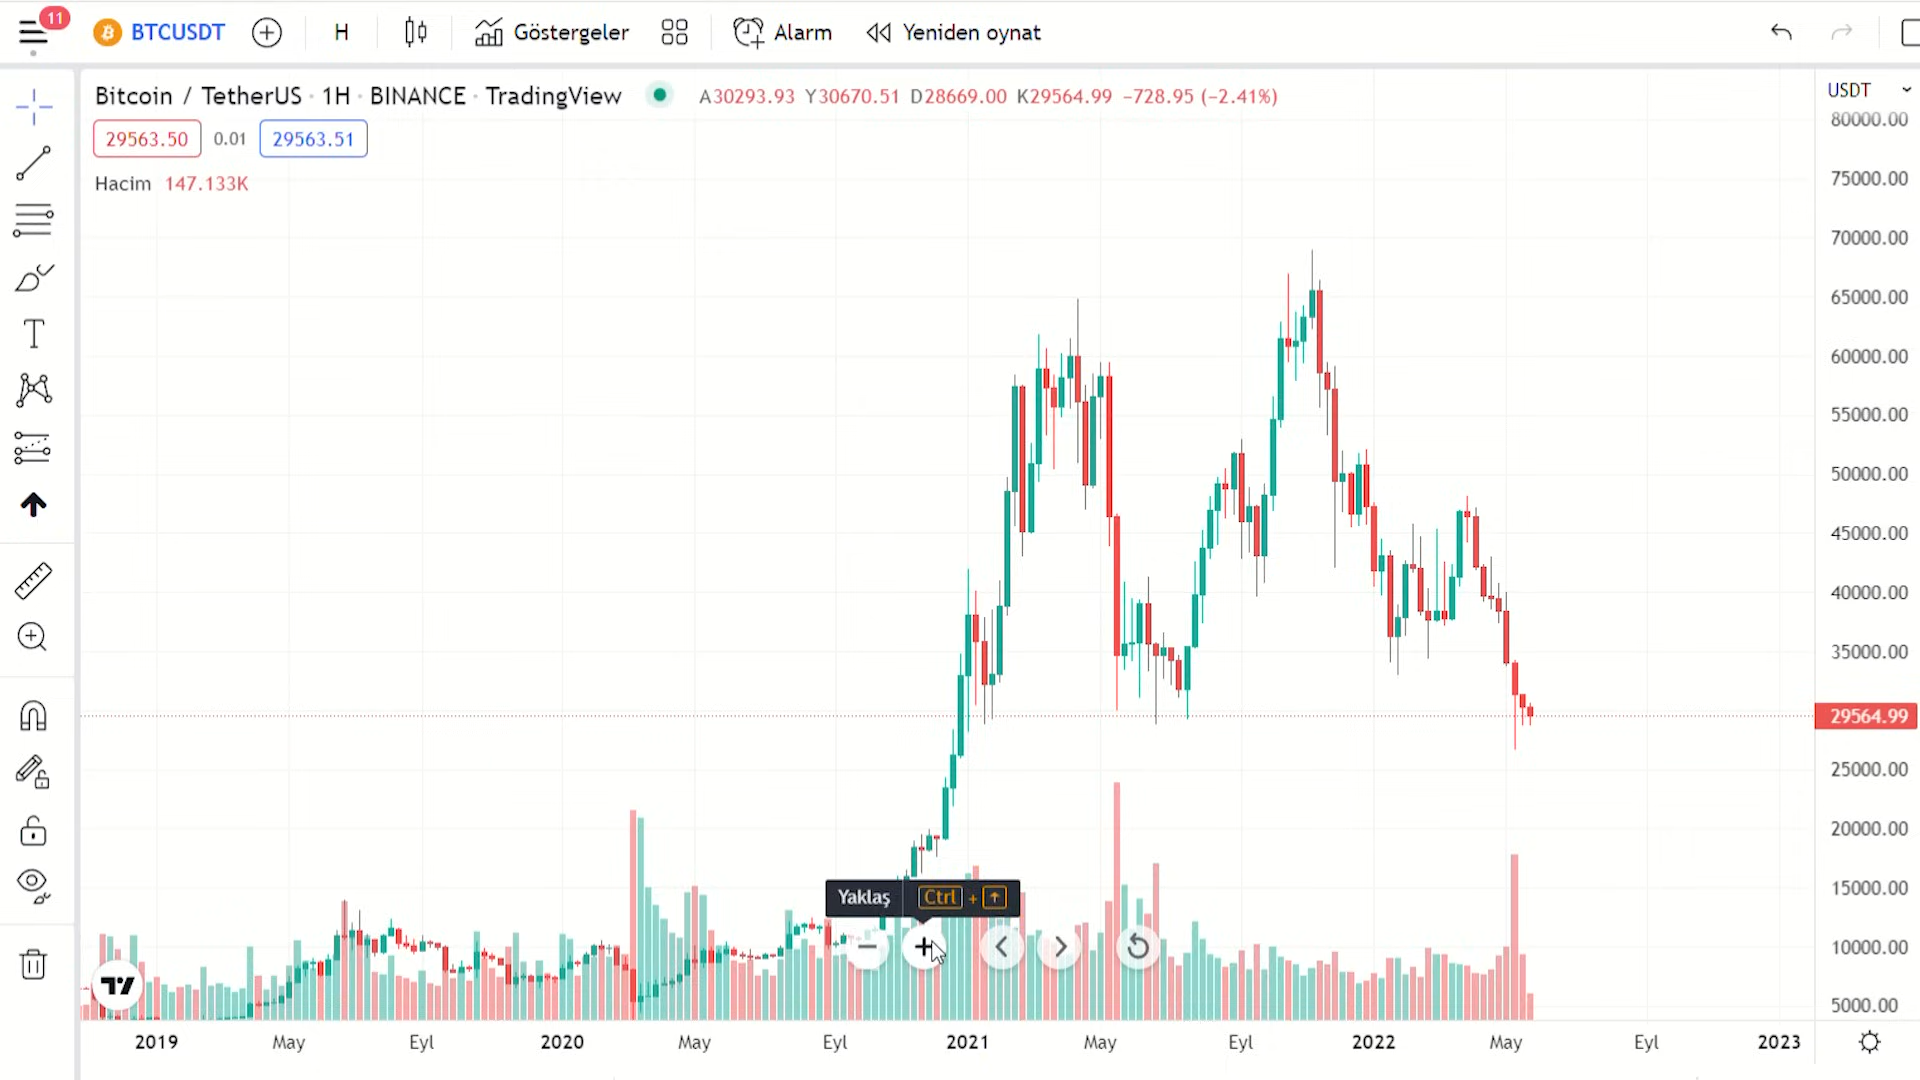 11
BTCUSDT
H
Göstergeler
Alarm
Yeniden oynat
Bitcoin / TetherUS · 1H · BINANCE · TradingView
A30293.93 Y30670.51 D28669.00 K29564.99 −728.95 (−2.41%)
USDT
29563.50 0.01 29563.51
Hacim 147.133K
80000.00
75000.00
70000.00
65000.00
60000.00
55000.00
50000.00
45000.00
40000.00
35000.00
29564.99
25000.00
20000.00
15000.00
10000.00
5000.00
Yaklaş Ctrl + ↑
2019 May Eyl 2020 May Eyl 2021 May Eyl 2022 May Eyl 2023